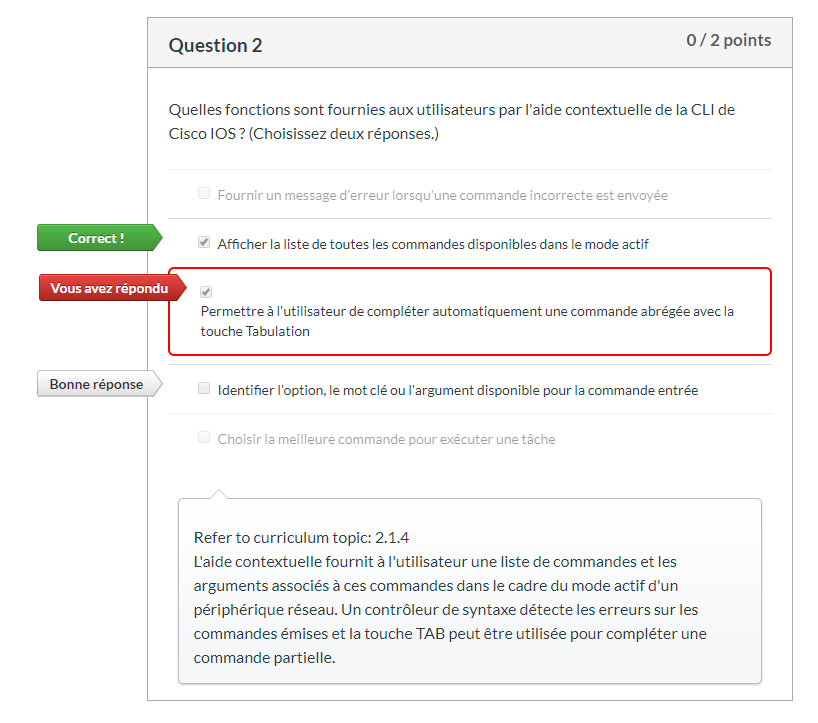 Question 2
0 / 2 points
Quelles fonctions sont fournies aux utilisateurs par l'aide contextuelle de la CLI de
Cisco IOS ? (Choisissez deux réponses.)
Fournir un message d'erreur lorsqu'une commande incorrecte est envoyée
Correct !
Afficher la liste de toutes les commandes disponibles dans le mode actif
Vous avez répondu
Permettre à l'utilisateur de compléter automatiquement une commande abrégée avec la
touche Tabulation
Bonne réponse
Identifier l'option, le mot clé ou l'argument disponible pour la commande entrée
Choisir la meilleure commande pour exécuter une tâche
Refer to curriculum topic: 2.1.4
L'aide contextuelle fournit à l'utilisateur une liste de commandes et les
arguments associés à ces commandes dans le cadre du mode actif d'un
périphérique réseau. Un contrôleur de syntaxe détecte les erreurs sur les
commandes émises et la touche TAB peut être utilisée pour compléter une
commande partielle.